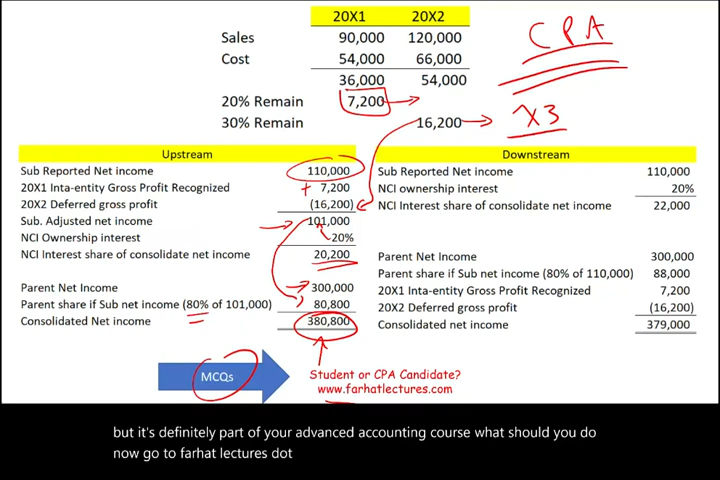 20X1 20X2
Sales 90,000 120,000
Cost 54,000 66,000
36,000 54,000
20% Remain 7,200
30% Remain 16,200
CPA
X3
Upstream
Sub Reported Net income 110,000
20X1 Inta-entity Gross Profit Recognized + 7,200
20X2 Deferred gross profit (16,200)
Sub. Adjusted net income 101,000
NCI Ownership interest 20%
NCI Interest share of consolidate net income 20,200
Parent Net Income 300,000
Parent share if Sub net income (80% of 101,000) 80,800
Consolidated Net income 380,800
Downstream
Sub Reported Net income 110,000
NCI ownership interest 20%
NCI Interest share of consolidate net income 22,000
Parent Net Income 300,000
Parent share if Sub net income (80% of 110,000) 88,000
20X1 Inta-entity Gross Profit Recognized 7,200
20X2 Deferred gross profit (16,200)
Consolidated net income 379,000
MCQs
Student or CPA Candidate?
www.farhatlectures.com
but it's definitely part of your advanced accounting course what should you do
now go to farhat lectures dot